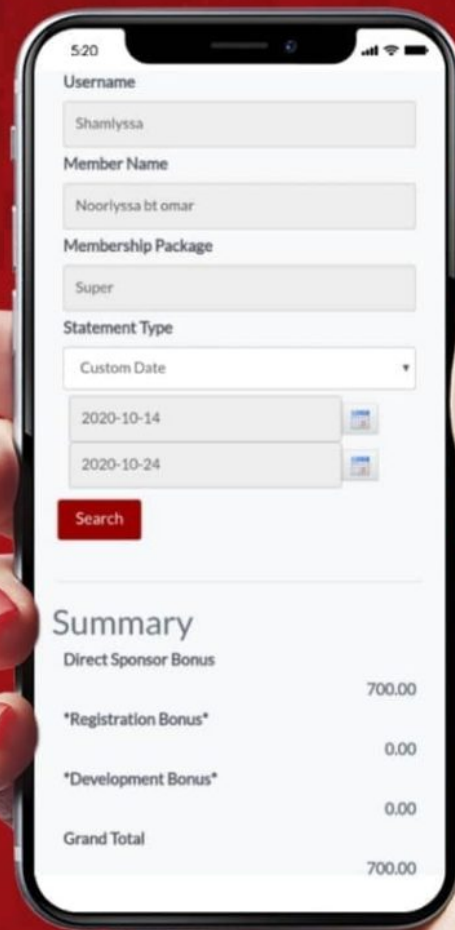 5:20
Username
Shamlyssa
Member Name
Noorlyssa bt omar
Membership Package
Super
Statement Type
Custom Date
2020-10-14
2020-10-24
Search
Summary
Direct Sponsor Bonus
700.00
*Registration Bonus*
0.00
*Development Bonus*
0.00
Grand Total
700.00